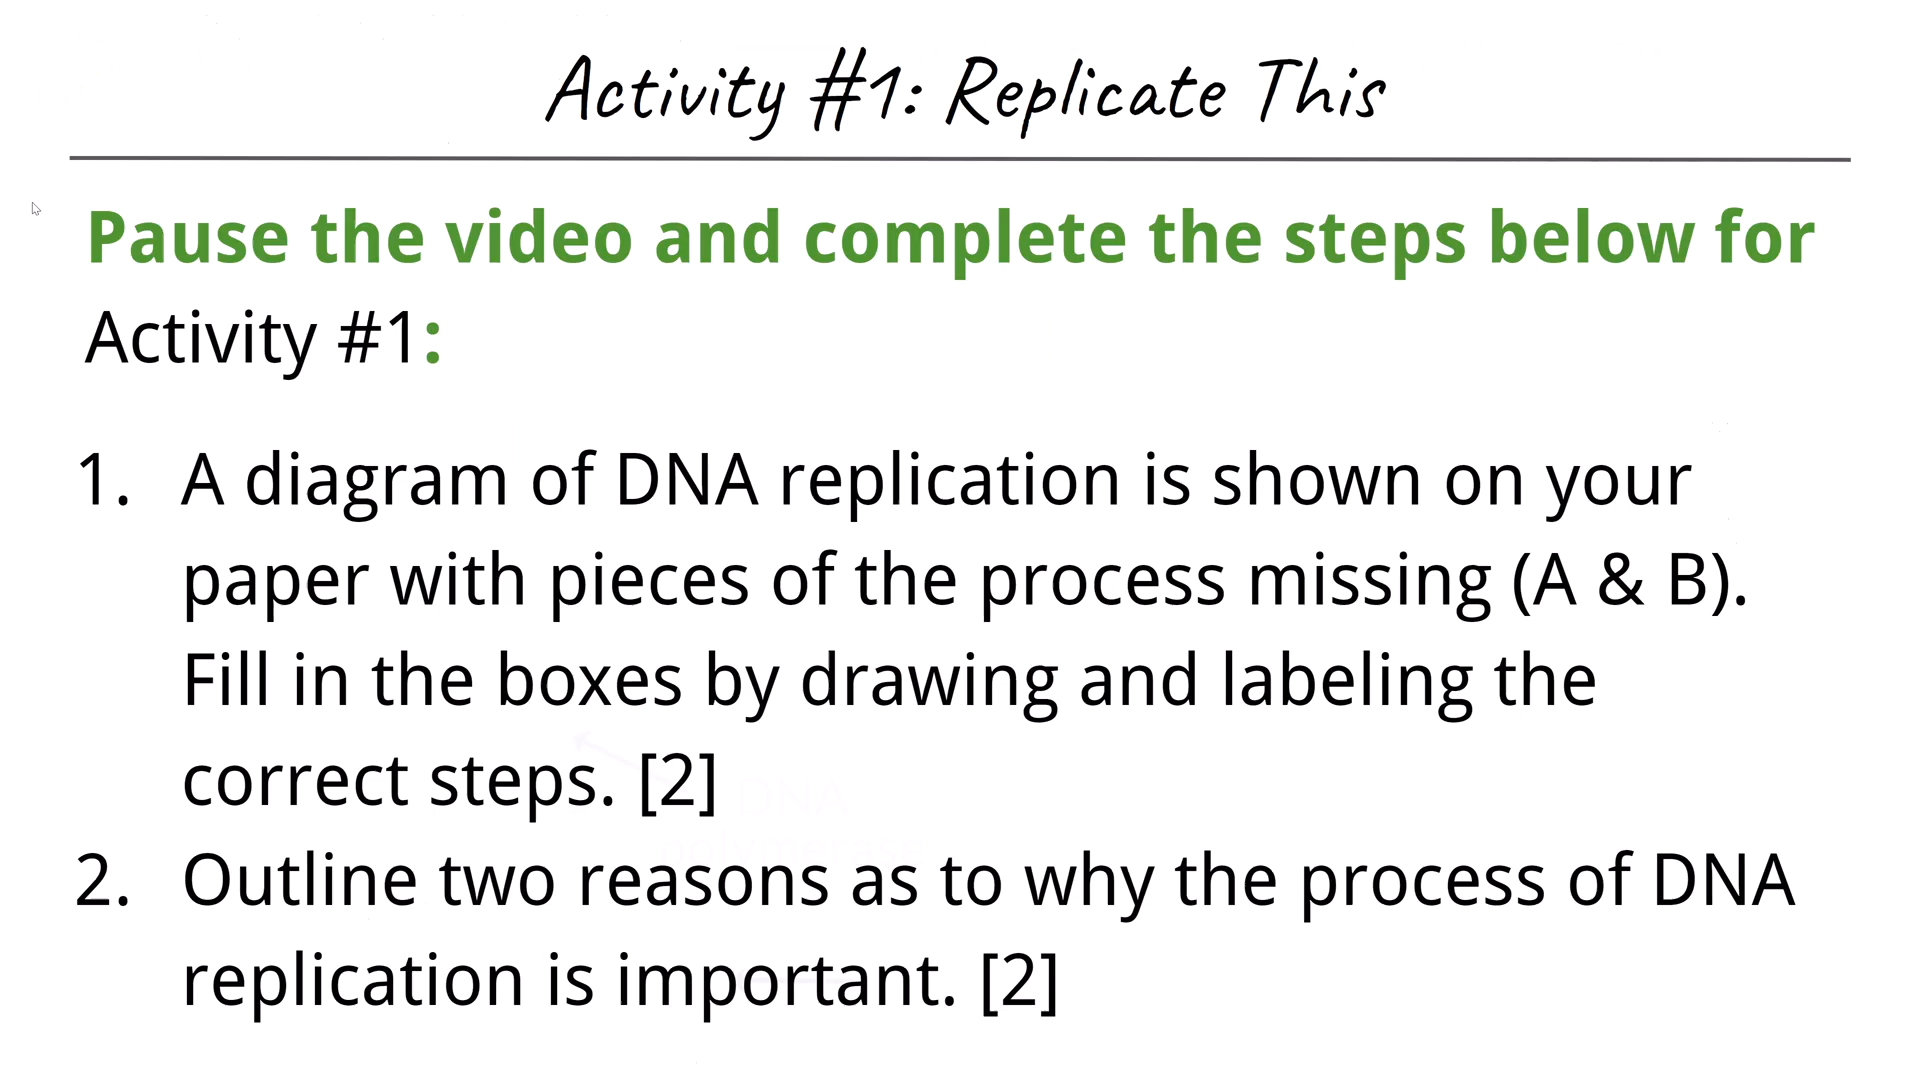 Activity #1: Replicate This
Pause the video and complete the steps below for
Activity #1:
1. A diagram of DNA replication is shown on your
paper with pieces of the process missing (A & B).
Fill in the boxes by drawing and labeling the
correct steps. [2]
DNA
polymerase
2. Outline two reasons as to why the process of DNA
replication is important. [2]